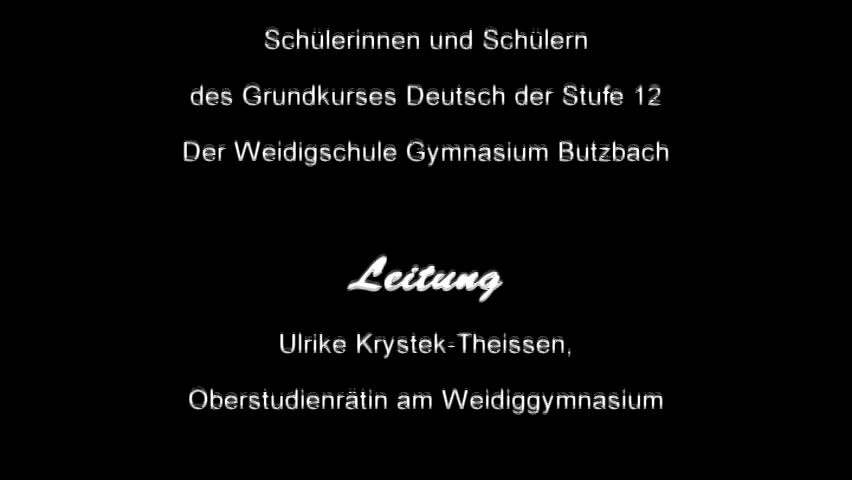 Schülerinnen und Schülern
des Grundkurses Deutsch der Stufe 12
Der Weidigschule Gymnasium Butzbach
Leitung
Ulrike Krystek-Theissen,
Oberstudienrätin am Weidiggymnasium